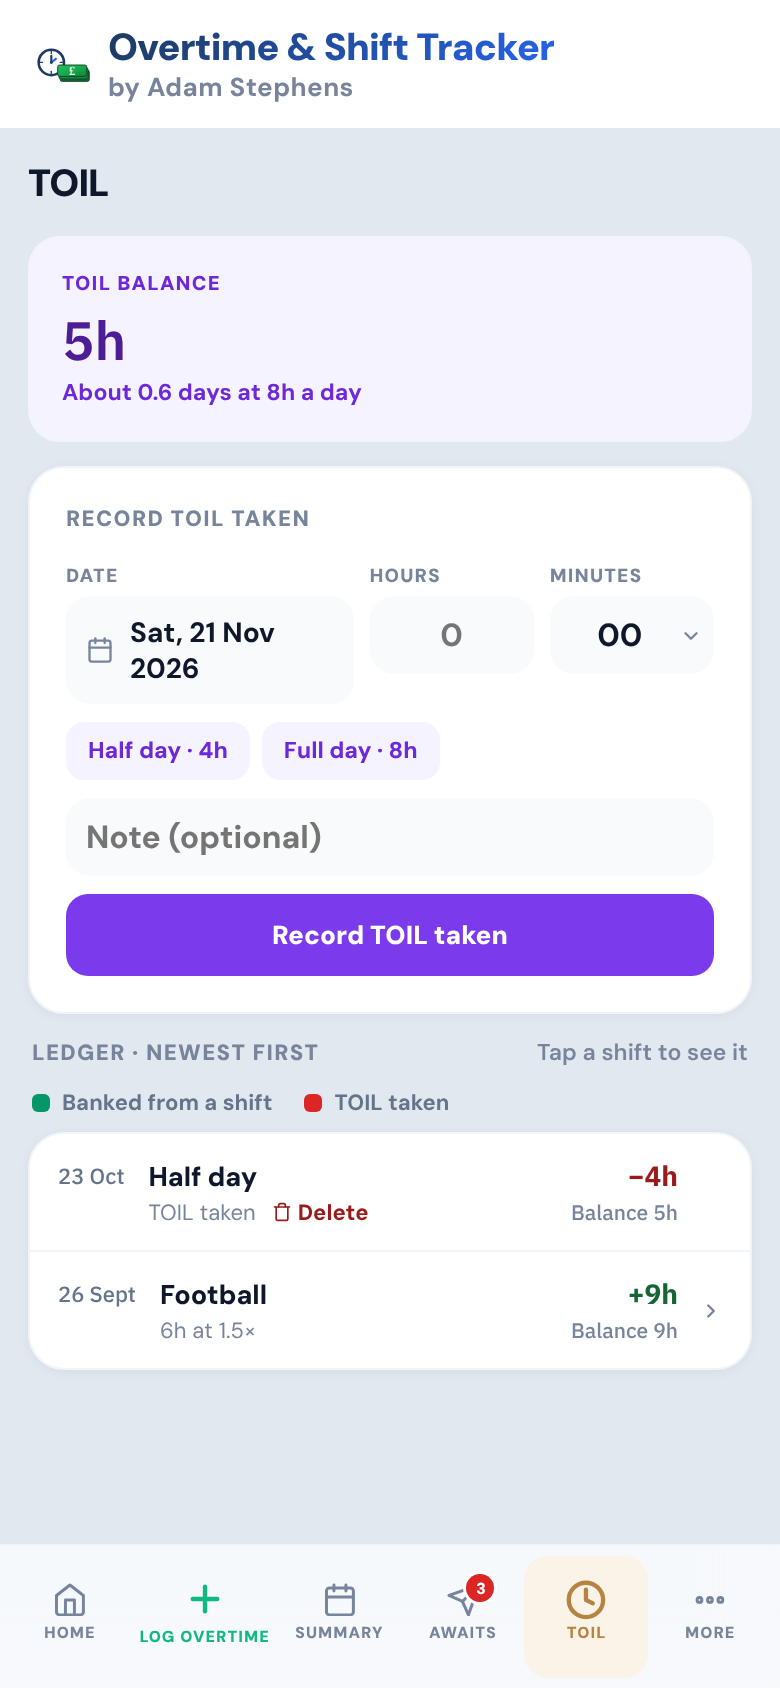 £
Overtime & Shift Tracker
by Adam Stephens
TOIL
TOIL BALANCE
5h
About 0.6 days at 8h a day
RECORD TOIL TAKEN
DATE HOURS MINUTES
Sat, 21 Nov
2026
0
00
Half day · 4h Full day · 8h
Note (optional)
Record TOIL taken
LEDGER · NEWEST FIRST Tap a shift to see it
Banked from a shift TOIL taken
23 Oct Half day −4h
TOIL taken Delete Balance 5h
26 Sept Football +9h
6h at 1.5× Balance 9h
3
HOME LOG OVERTIME SUMMARY AWAITS TOIL MORE